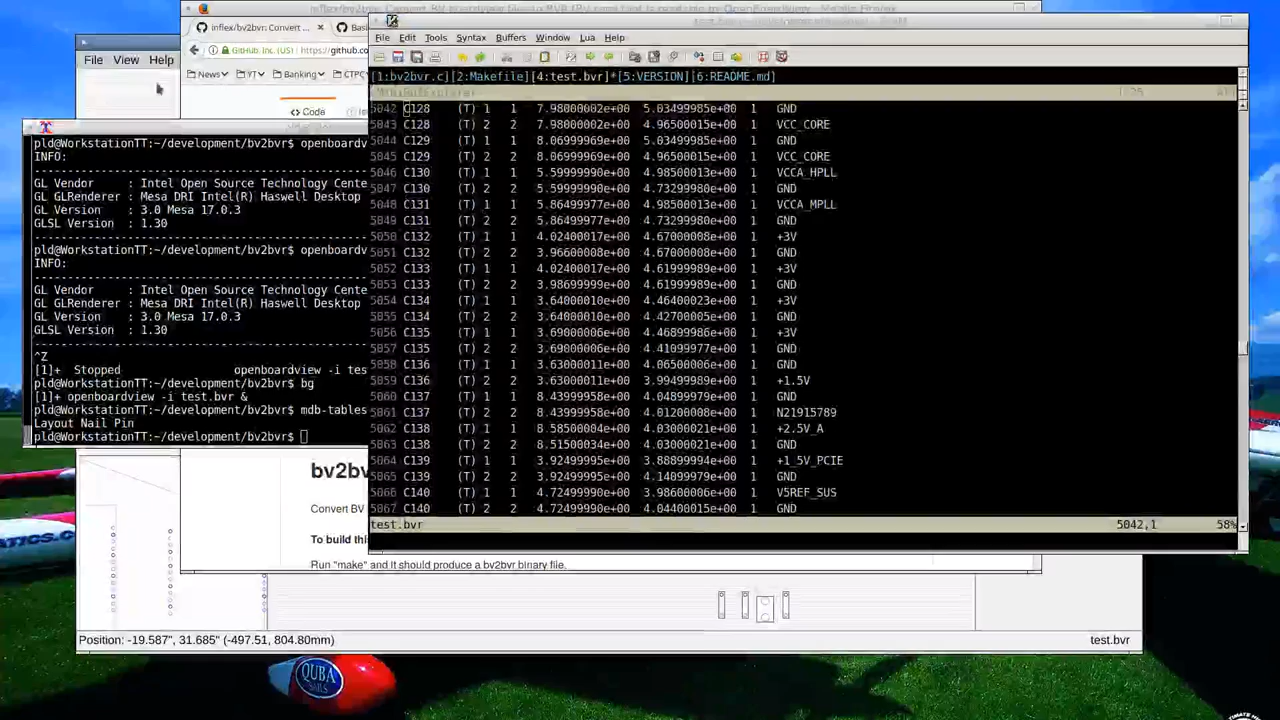 inflex/bv2bvr: Convert ...
GitHub, Inc. (US)
https://github.co
News
YT
Banking
CTPC
Code
File View Help
File Edit Tools Syntax Buffers Window Lua Help
[1:bv2bvr.c][2:Makefile][4:test.bvr]*[5:VERSION][6:README.md]
5042 C128 (T) 1 1 7.98000002e+00 5.03499985e+00 1 GND
5043 C128 (T) 2 2 7.98000002e+00 4.96500015e+00 1 VCC_CORE
5044 C129 (T) 1 1 8.06999969e+00 5.03499985e+00 1 GND
5045 C129 (T) 2 2 8.06999969e+00 4.96500015e+00 1 VCC_CORE
5046 C130 (T) 1 1 5.59999990e+00 4.98500013e+00 1 VCCA_HPLL
5047 C130 (T) 2 2 5.59999990e+00 4.73299980e+00 1 GND
5048 C131 (T) 1 1 5.86499977e+00 4.98500013e+00 1 VCCA_MPLL
5049 C131 (T) 2 2 5.86499977e+00 4.73299980e+00 1 GND
5050 C132 (T) 1 1 4.02400017e+00 4.67000008e+00 1 +3V
5051 C132 (T) 2 2 3.96600008e+00 4.67000008e+00 1 GND
5052 C133 (T) 1 1 4.02400017e+00 4.61999989e+00 1 +3V
5053 C133 (T) 2 2 3.98699999e+00 4.61999989e+00 1 GND
5054 C134 (T) 1 1 3.64000010e+00 4.46400023e+00 1 +3V
5055 C134 (T) 2 2 3.64000010e+00 4.42700005e+00 1 GND
5056 C135 (T) 1 1 3.69000006e+00 4.46899986e+00 1 +3V
5057 C135 (T) 2 2 3.69000006e+00 4.41099977e+00 1 GND
5058 C136 (T) 1 1 3.63000011e+00 4.06500006e+00 1 GND
5059 C136 (T) 2 2 3.63000011e+00 3.99499989e+00 1 +1.5V
5060 C137 (T) 1 1 8.43999958e+00 4.04899979e+00 1 GND
5061 C137 (T) 2 2 8.43999958e+00 4.01200008e+00 1 N21915789
5062 C138 (T) 1 1 8.58500004e+00 4.03000021e+00 1 +2.5V_A
5063 C138 (T) 2 2 8.51500034e+00 4.03000021e+00 1 GND
5064 C139 (T) 1 1 3.92499995e+00 3.88899994e+00 1 +1_5V_PCIE
5065 C139 (T) 2 2 3.92499995e+00 4.14099979e+00 1 GND
5066 C140 (T) 1 1 4.72499990e+00 3.98600006e+00 1 V5REF_SUS
5067 C140 (T) 2 2 4.72499990e+00 4.04400015e+00 1 GND
test.bvr 5042,1 58%
pld@WorkstationTT:~/development/bv2bvr$ openboardv
INFO:
GL Vendor : Intel Open Source Technology Cente
GL GLRenderer : Mesa DRI Intel(R) Haswell Desktop
GL Version : 3.0 Mesa 17.0.3
GLSL Version : 1.30
pld@WorkstationTT:~/development/bv2bvr$ openboardv
INFO:
GL Vendor : Intel Open Source Technology Cente
GL GLRenderer : Mesa DRI Intel(R) Haswell Desktop
GL Version : 3.0 Mesa 17.0.3
GLSL Version : 1.30
^Z
[1]+ Stopped openboardview -i tes
pld@WorkstationTT:~/development/bv2bvr$ bg
[1]+ openboardview -i test.bvr &
pld@WorkstationTT:~/development/bv2bvr$ mdb-tables
Layout Nail Pin
pld@WorkstationTT:~/development/bv2bvr$
bv2bv
Convert BV
To build this
Run "make" and it should produce a bv2bvr binary file.
Position: -19.587", 31.685" (-497.51, 804.80mm) test.bvr
QUBA
SAILS
ATICS.C